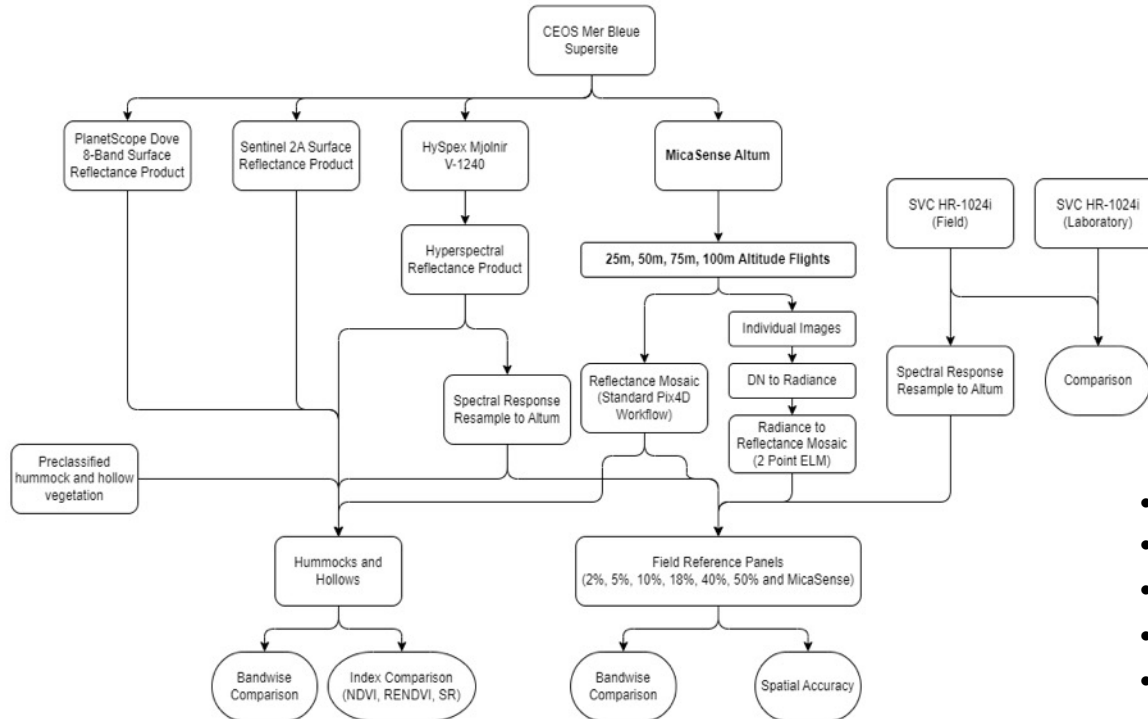 CEOS Mer Bleue
Supersite
PlanetScope Dove
8-Band Surface
Reflectance Product
Sentinel 2A Surface
Reflectance Product
HySpex Mjolnir
V-1240
MicaSense Altum
SVC HR-1024i
(Field)
SVC HR-1024i
(Laboratory)
Hyperspectral
Reflectance Product
25m, 50m, 75m, 100m Altitude Flights
Individual Images
DN to Radiance
Radiance to
Reflectance Mosaic
(2 Point ELM)
Reflectance Mosaic
(Standard Pix4D
Workflow)
Spectral Response
Resample to Altum
Spectral Response
Resample to Altum
Comparison
Preclassified
hummock and hollow
vegetation
Hummocks and
Hollows
Field Reference Panels
(2%, 5%, 10%, 18%, 40%, 50% and MicaSense)
Bandwise
Comparison
Index Comparison
(NDVI, RENDVI, SR)
Bandwise
Comparison
Spatial Accuracy